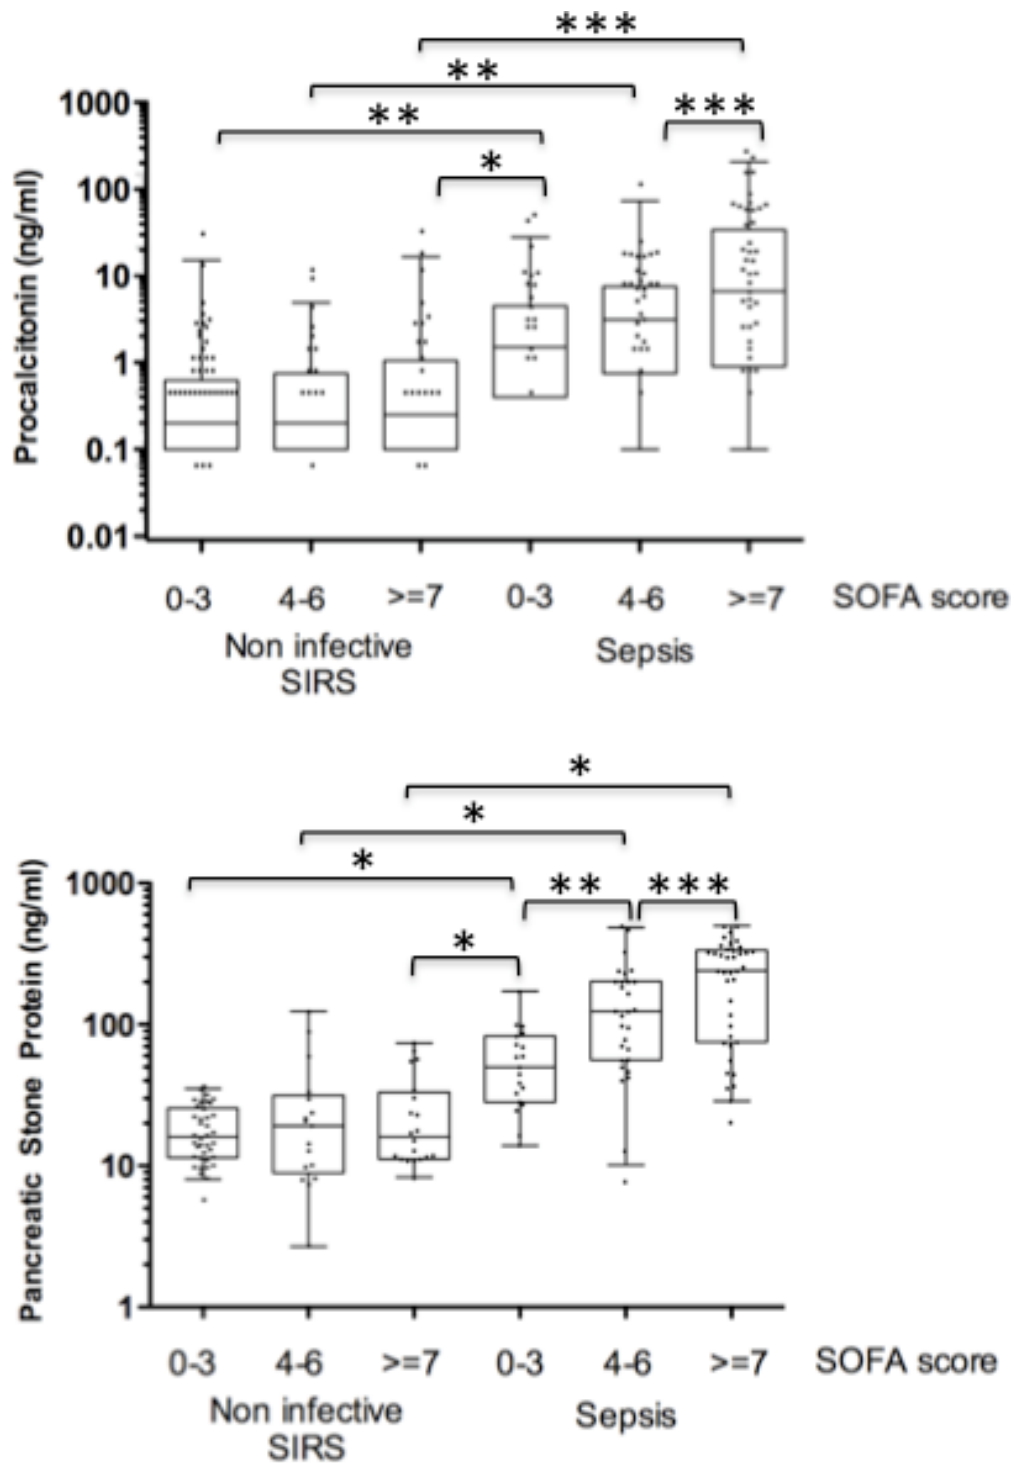 ***
**
1000
**
***
*
100
10
1
0.1
0.01
Procalcitonin (ng/ml)
0-3 4-6 >=7 0-3 4-6 >=7 SOFA score
Non infective Sepsis
SIRS
*
*
*
1000
**
***
*
100
10
1
Pancreatic Stone Protein (ng/ml)
0-3 4-6 >=7 0-3 4-6 >=7 SOFA score
Non infective Sepsis
SIRS